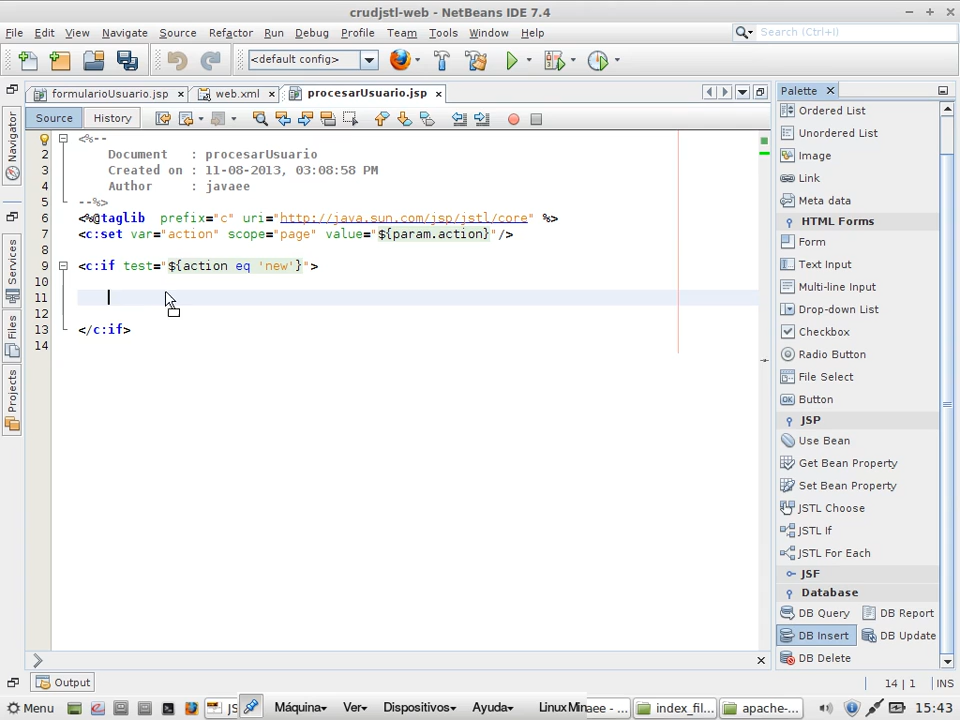 crudjstl-web - NetBeans IDE 7.4
File Edit View Navigate Source Refactor Run Debug Profile Team Tools Window Help
Search (Ctrl+I)
<default config>
formularioUsuario.jsp web.xml procesarUsuario.jsp
Palette
Source History
Navigator
Services
Files
Projects
1 <%--
2 Document : procesarUsuario
3 Created on : 11-08-2013, 03:08:58 PM
4 Author : javaee
5 --%>
6 <%@taglib prefix="c" uri="http://java.sun.com/jsp/jstl/core" %>
7 <c:set var="action" scope="page" value="${param.action}"/>
8
9 <c:if test="${action eq 'new'}">
10
11
12
13 </c:if>
14
Ordered List
Unordered List
Image
Link
Meta data
HTML Forms
Form
Text Input
Multi-line Input
Drop-down List
Checkbox
Radio Button
File Select
Button
JSP
Use Bean
Get Bean Property
Set Bean Property
JSTL Choose
JSTL If
JSTL For Each
JSF
Database
DB Query DB Report
DB Insert DB Update
DB Delete
Output
14 | 1 INS
Menu JS Máquina Ver Dispositivos Ayuda Linux Min aee - ... index_fil... apache-... 15:43